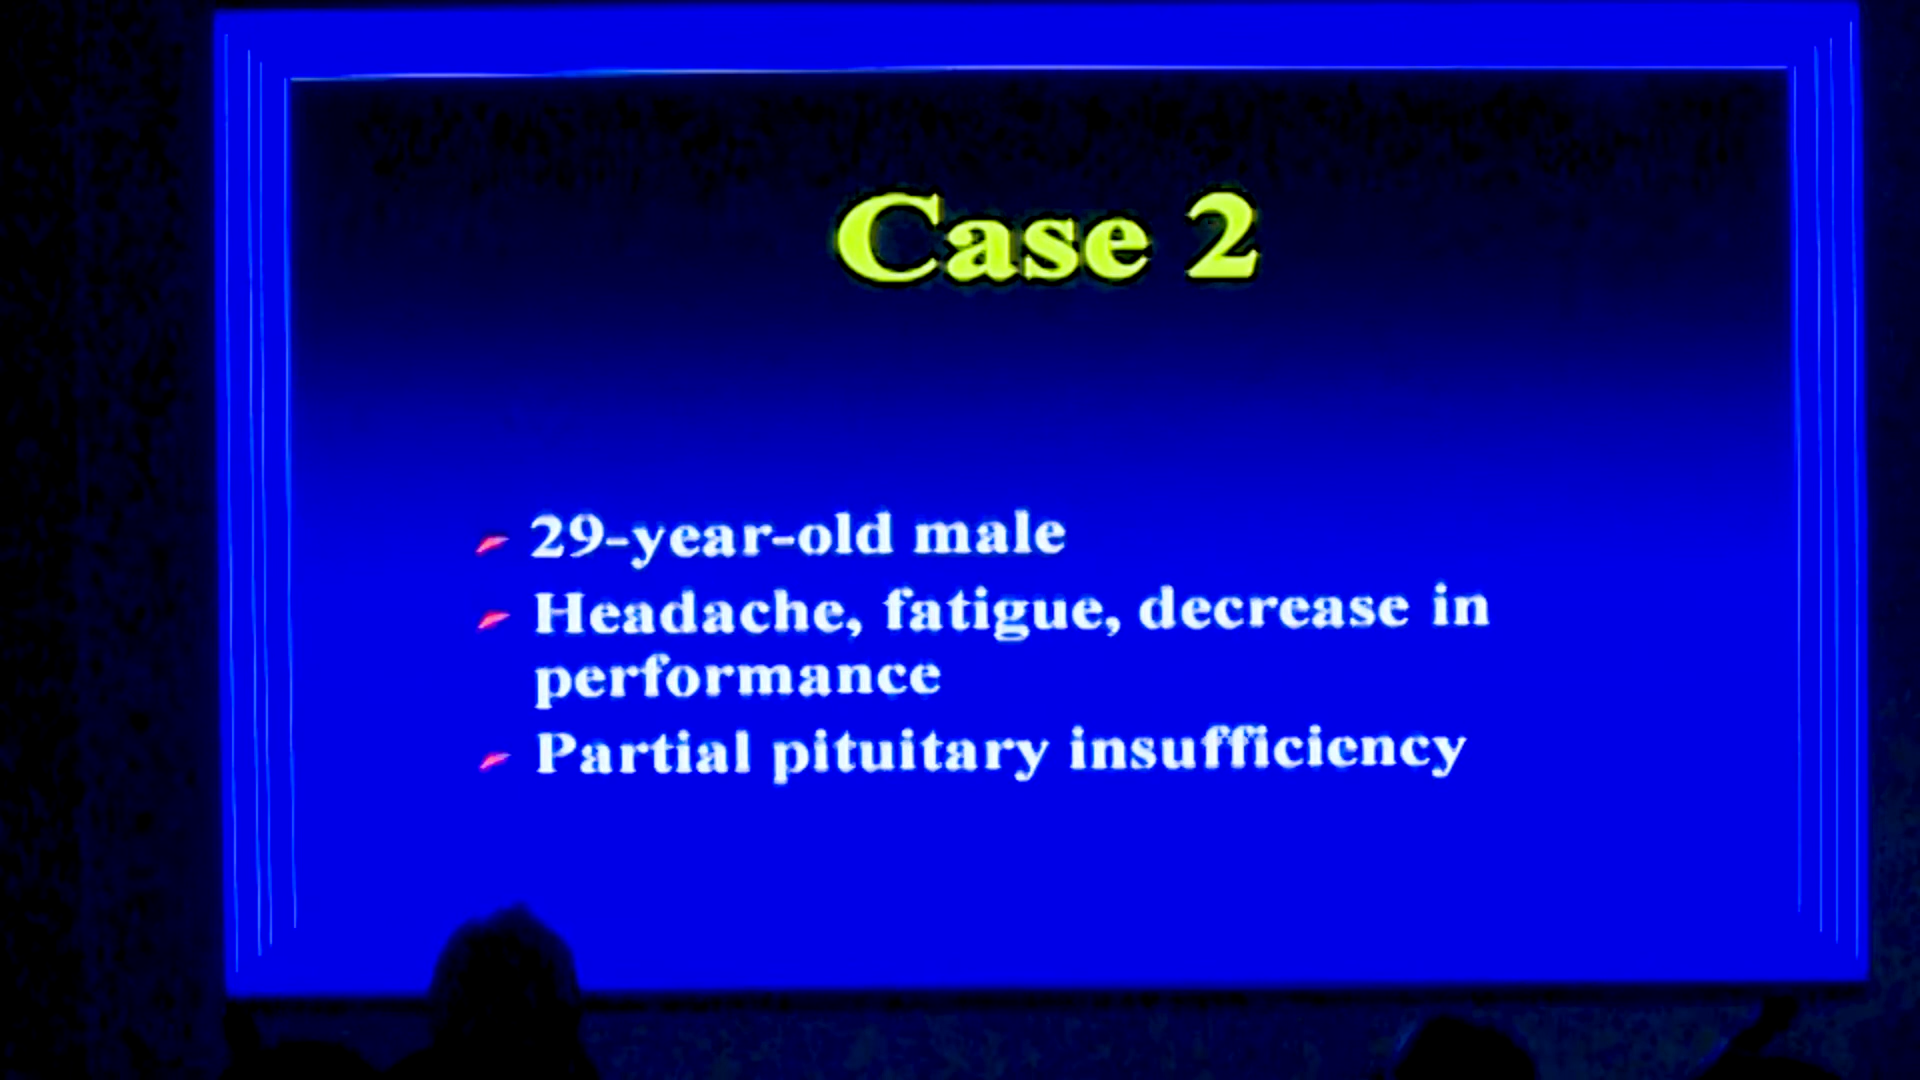 Case 2
29-year-old male
Headache, fatigue, decrease in
performance
Partial pituitary insufficiency